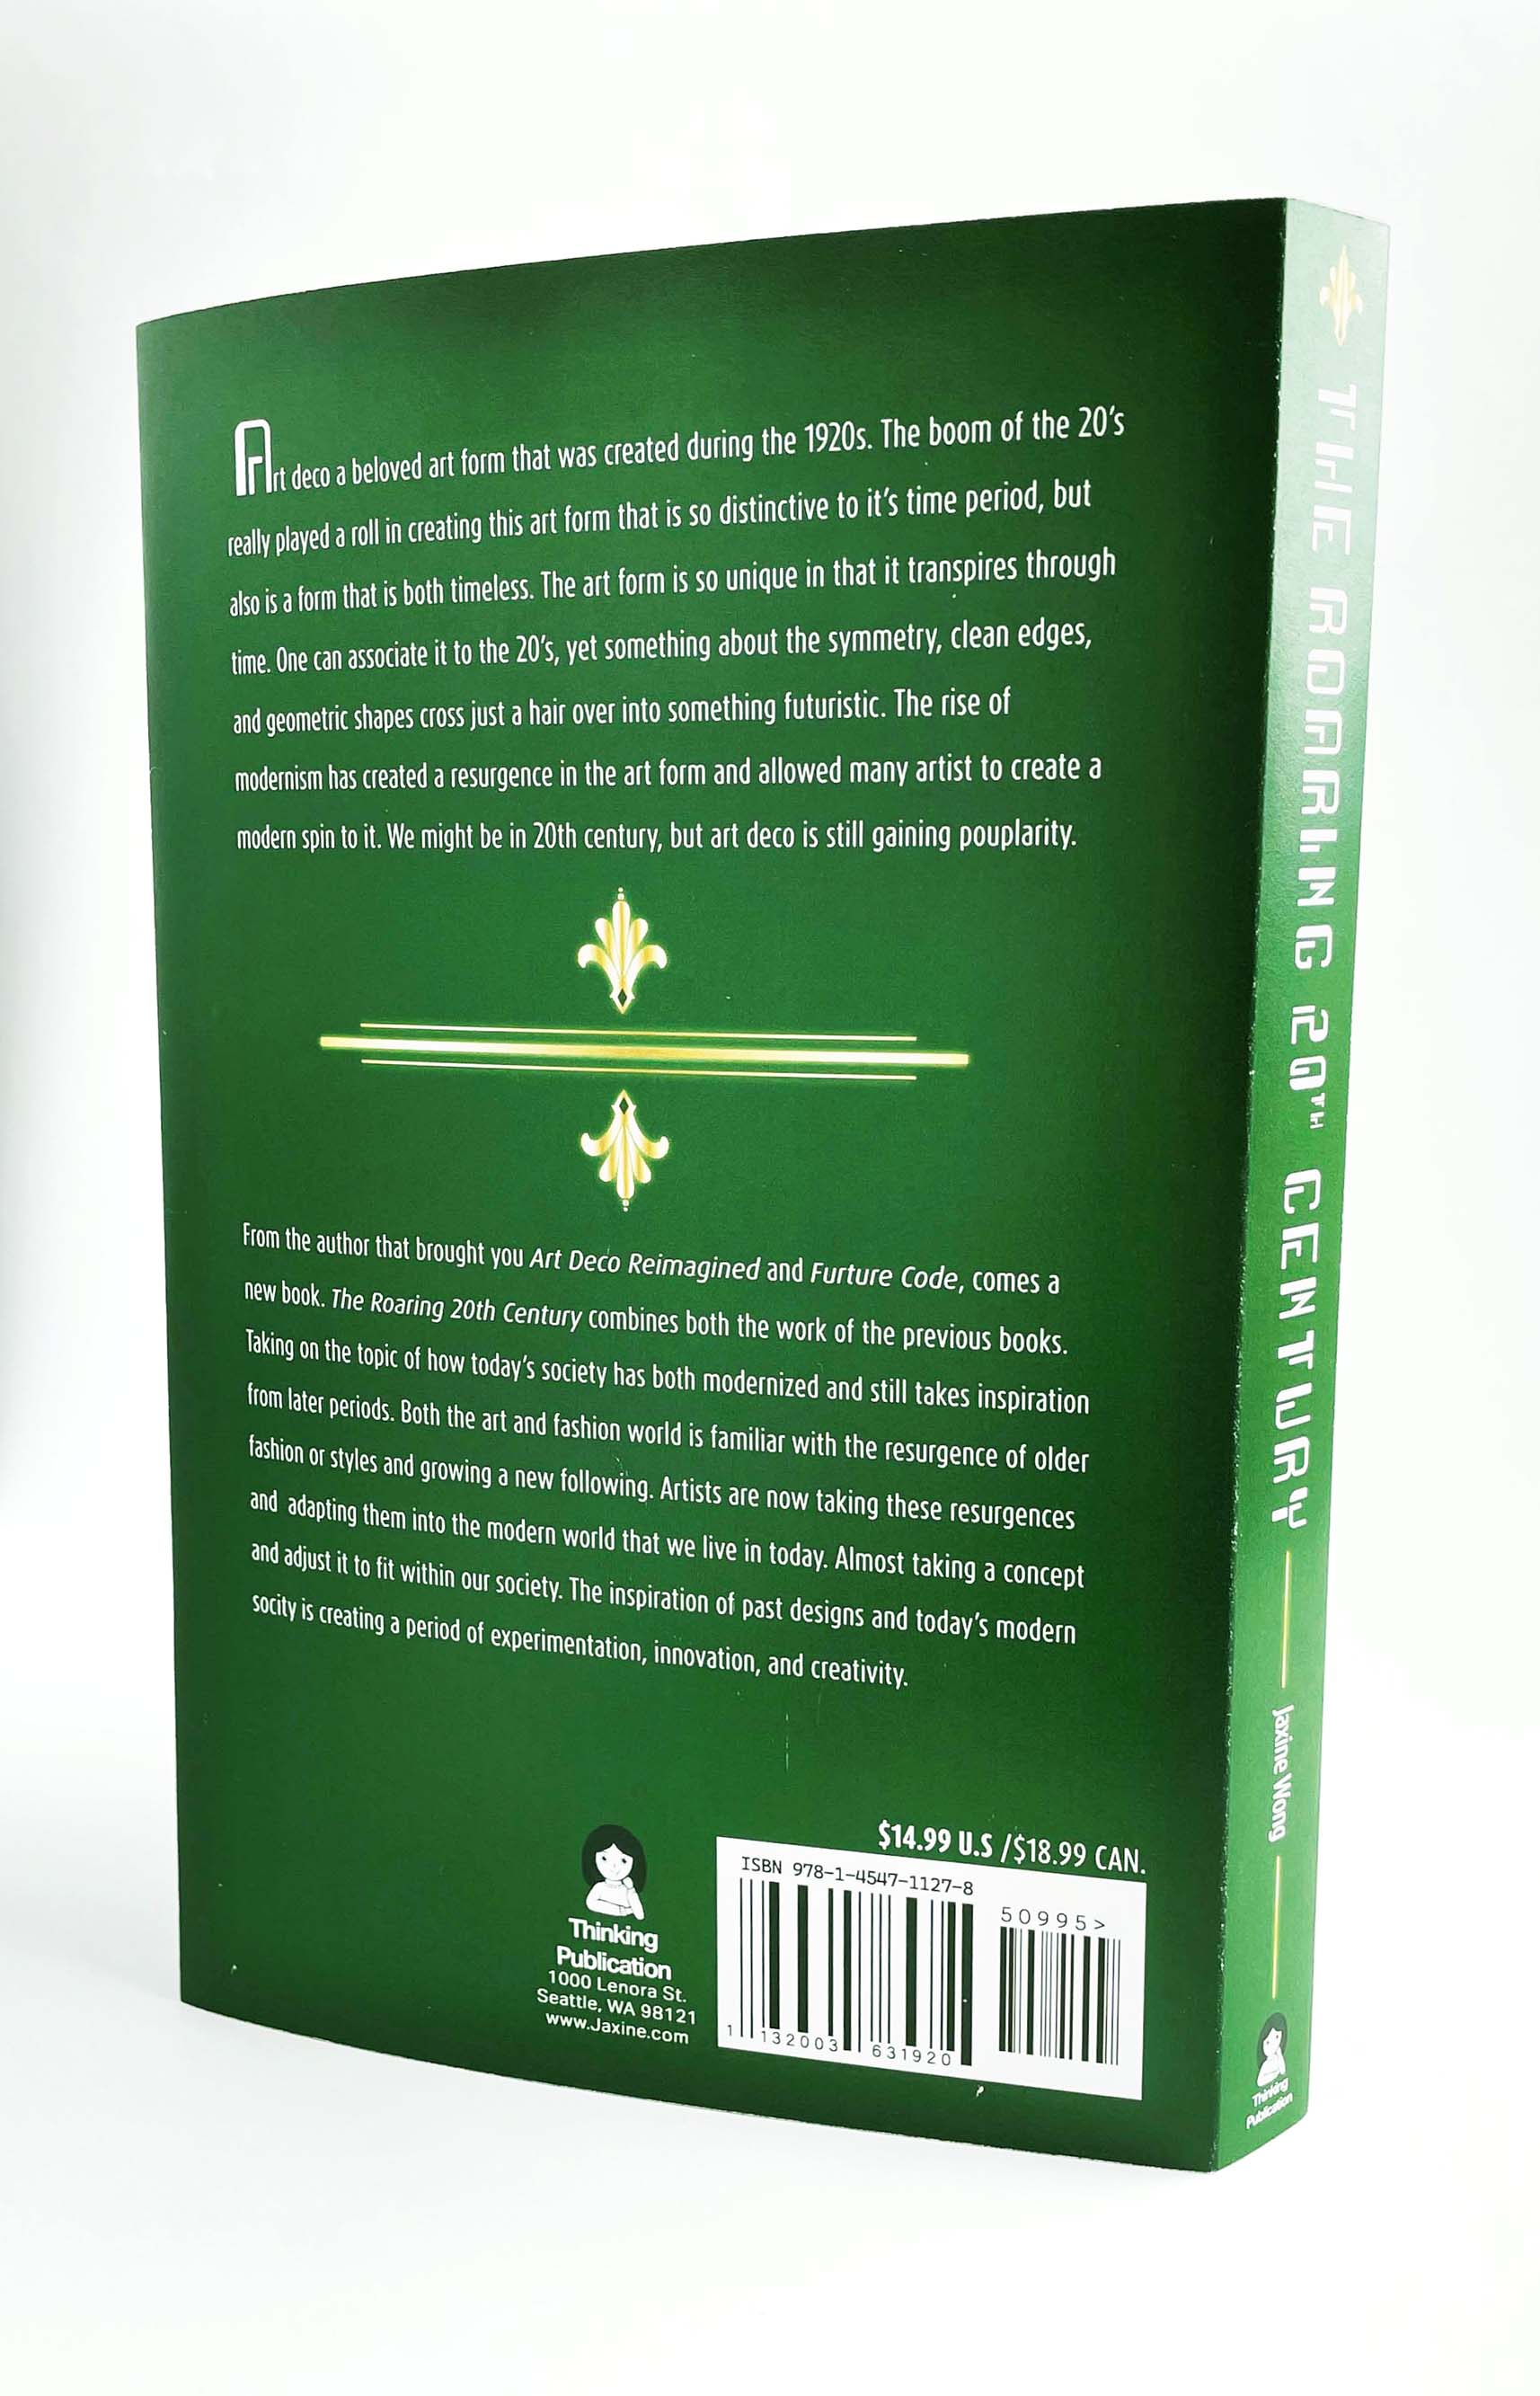 Art deco a beloved art form that was created during the 1920s. The boom of the 20's
really played a roll in creating this art form that is so distinctive to it's time period, but
also is a form that is both timeless. The art form is so unique in that it transpires through
time. One can associate it to the 20's, yet something about the symmetry, clean edges,
and geometric shapes cross just a hair over into something futuristic. The rise of
modernism has created a resurgence in the art form and allowed many artist to create a
modern spin to it. We might be in 20th century, but art deco is still gaining pouplarity.
From the author that brought you Art Deco Reimagined and Furture Code, comes a
new book. The Roaring 20th Century combines both the work of the previous books.
Taking on the topic of how today's society has both modernized and still takes inspiration
from later periods. Both the art and fashion world is familiar with the resurgence of older
fashion or styles and growing a new following. Artists are now taking these resurgences
and adapting them into the modern world that we live in today. Almost taking a concept
and adjust it to fit within our society. The inspiration of past designs and today's modern
socity is creating a period of experimentation, innovation, and creativity.
$14.99 U.S /$18.99 CAN.
ISBN 978-1-4547-1127-8
50995>
1 132003 631920
Thinking
Publication
1000 Lenora St.
Seattle, WA 98121
www.Jaxine.com
THE ROARING 20TH CENTURY
Jaxine Wong
Thinking
Publication